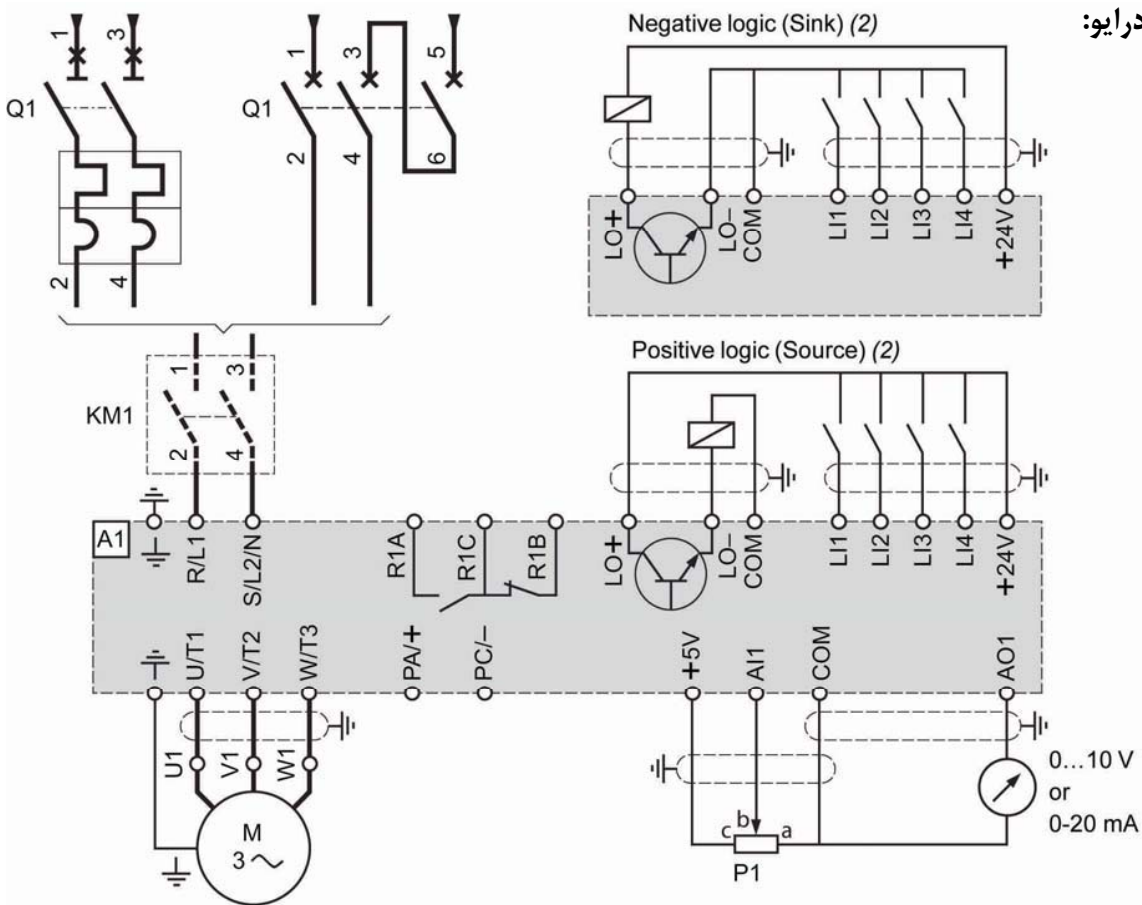 درایو:
1 3
Q1
2 4
1 3 5
Q1
2 4 6
Negative logic (Sink) (2)
LO+ LO− COM LI1 LI2 LI3 LI4 +24V
Positive logic (Source) (2)
KM1
1 3
2 4
A1
R/L1 S/L2/N R1A R1C R1B LO+ LO− COM LI1 LI2 LI3 LI4 +24V
U/T1 V/T2 W/T3 PA/+ PC/− +5V AI1 COM AO1
U1 V1 W1
M
3
c b a
P1
0...10 V
or
0-20 mA